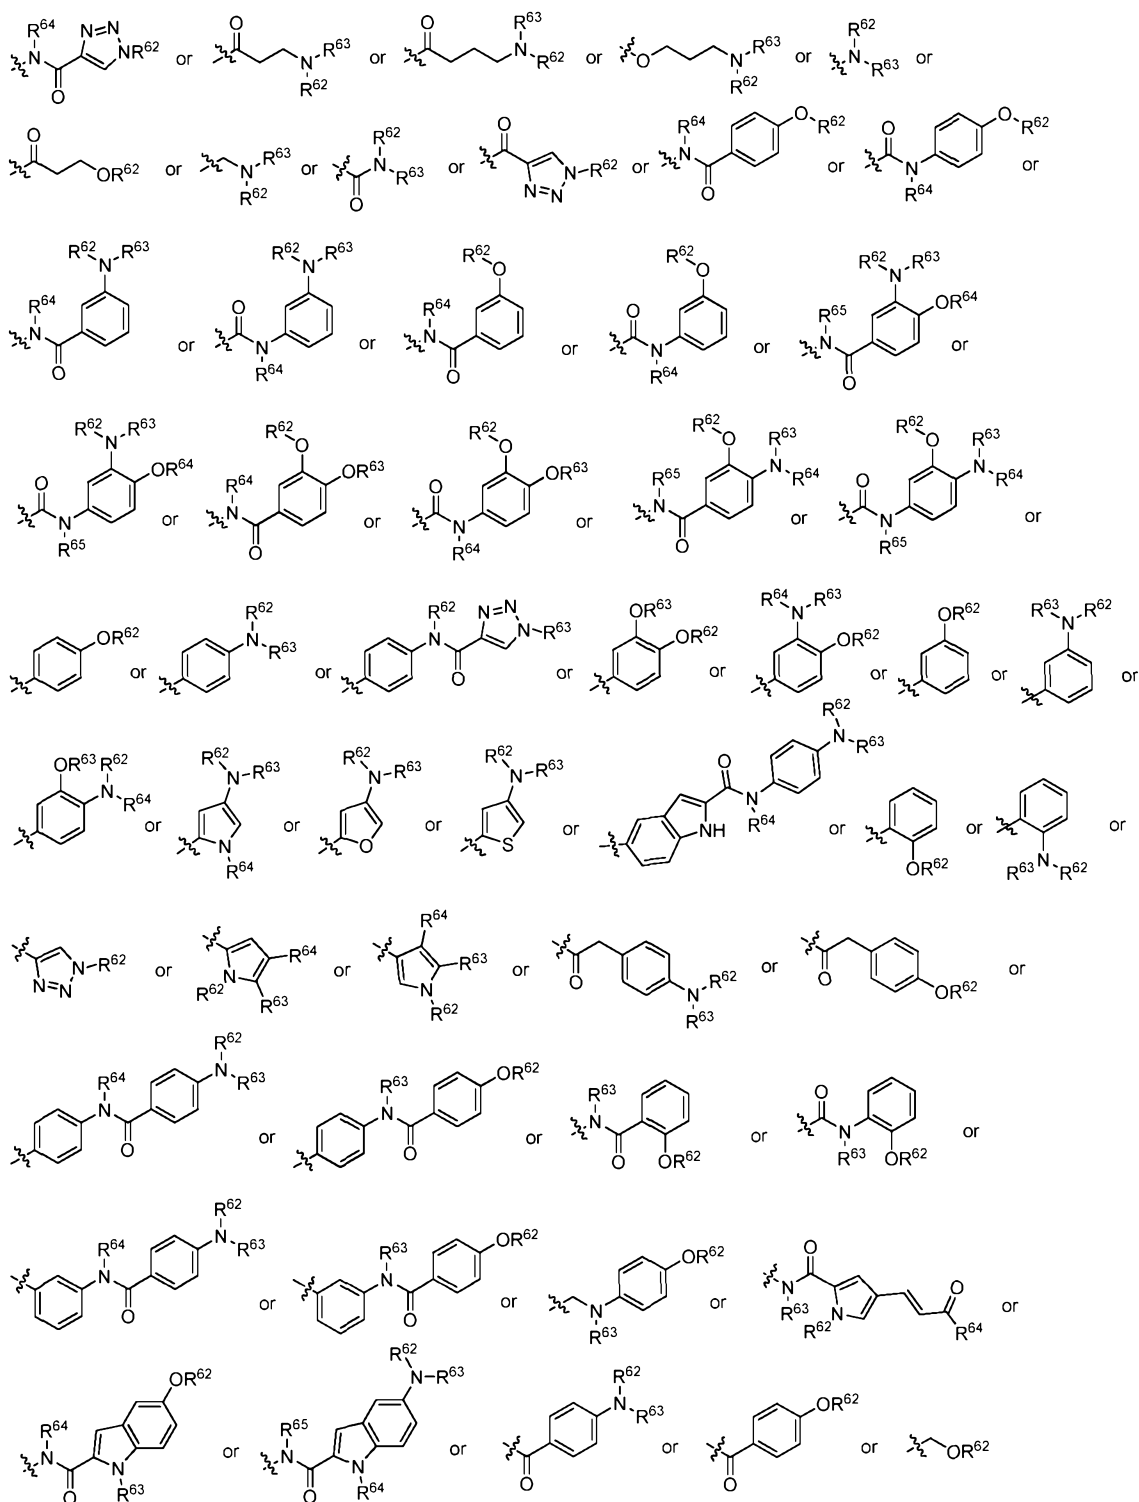 R⁶⁴ N O N N N R⁶² or O N R⁶³ R⁶² or O N R⁶³ R⁶² or O N R⁶³ R⁶² or R⁶² N R⁶³ or
O OR⁶² or N R⁶³ R⁶² or O N R⁶² R⁶³ or O N N N R⁶² or R⁶⁴ N O O R⁶² or O N R⁶⁴ O R⁶² or
R⁶² N R⁶³ R⁶⁴ N O or R⁶² N R⁶³ O N R⁶⁴ or R⁶² O R⁶⁴ N O or R⁶² O O N R⁶⁴ or R⁶² N R⁶³ OR⁶⁴ R⁶⁵ N O or
R⁶² N R⁶³ OR⁶⁴ O N R⁶⁵ or R⁶² O OR⁶³ R⁶⁴ N O or R⁶² O OR⁶³ O N R⁶⁴ or R⁶² O R⁶³ N R⁶⁴ R⁶⁵ N O or R⁶² O R⁶³ N R⁶⁴ O N R⁶⁵ or
OR⁶² or R⁶² N R⁶³ or R⁶² N O N N N R⁶³ or OR⁶³ OR⁶² or R⁶⁴ N R⁶³ OR⁶² or OR⁶² or R⁶³ N R⁶² or
OR⁶³ R⁶² N R⁶⁴ or R⁶² N R⁶³ N R⁶⁴ or R⁶² N R⁶³ O or R⁶² N R⁶³ S or R⁶² N R⁶³ O N R⁶⁴ NH or OR⁶² or R⁶³ N R⁶² or
N N N R⁶² or R⁶⁴ R⁶² N R⁶³ or R⁶⁴ R⁶³ N R⁶² or O N R⁶² R⁶³ or O OR⁶² or
R⁶⁴ N O R⁶² N R⁶³ or R⁶³ N O OR⁶² or R⁶³ N O OR⁶² or O N R⁶³ OR⁶² or
R⁶⁴ N O R⁶² N R⁶³ or R⁶³ N O OR⁶² or N R⁶³ OR⁶² or N R⁶³ O R⁶² N O R⁶⁴ or
R⁶⁴ N O N R⁶³ OR⁶² or R⁶⁵ N O N R⁶⁴ R⁶² N R⁶³ or O R⁶² N R⁶³ or O OR⁶² or OR⁶²